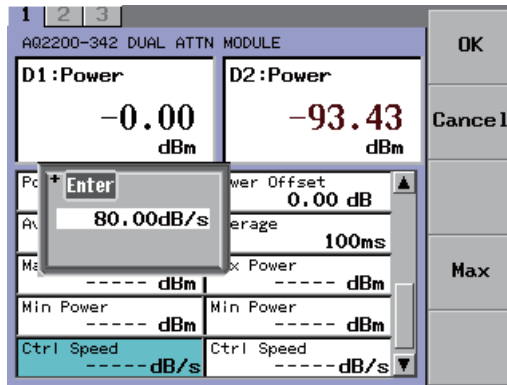 1 2 3
AQ2200-342 DUAL ATTN MODULE
D1:Power
-0.00
dBm
D2:Power
-93.43
dBm
Enter
80.00dB/s
wer Offset
0.00 dB
erage
100ms
----- dBm
x Power
----- dBm
Min Power
----- dBm
Min Power
----- dBm
Ctrl Speed
-----dB/s
Ctrl Speed
-----dB/s
OK
Cancel
Max